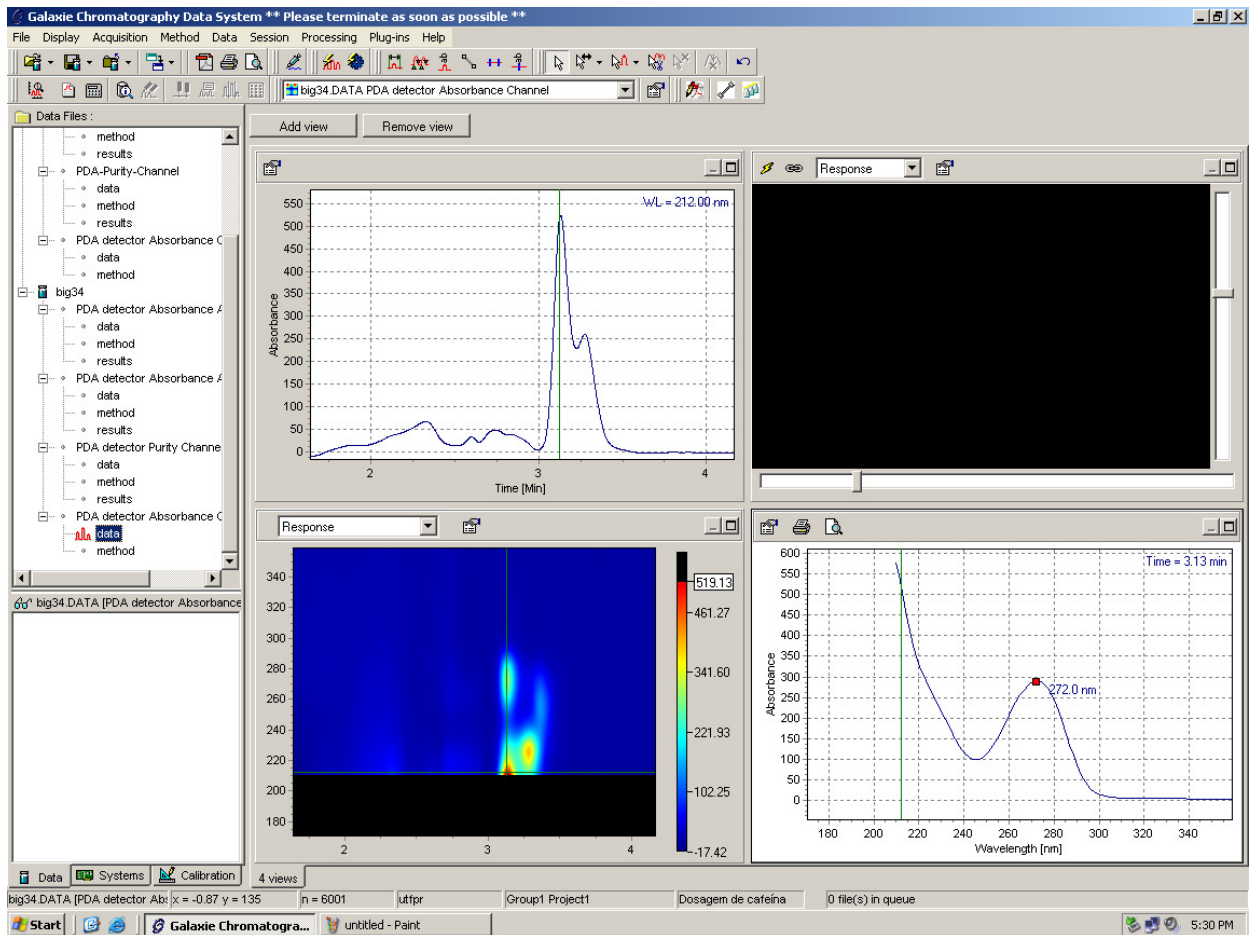 Galaxie Chromatography Data System ** Please terminate as soon as possible **
File Display Acquisition Method Data Session Processing Plug-ins Help
big34.DATA PDA detector Absorbance Channel
Data Files :
method
results
PDA-Purity-Channel
data
method
results
PDA detector Absorbance C
data
method
big34
PDA detector Absorbance A
data
method
results
PDA detector Absorbance A
data
method
results
PDA detector Purity Channe
data
method
results
PDA detector Absorbance C
data
method
big34.DATA [PDA detector Absorbance
Data Systems Calibration
Add view Remove view
WL = 212.00 nm
550
500
450
400
350
300
250
200
150
100
50
0
Absorbance
2 3 4
Time [Min]
Response
Response
340
320
300
280
260
240
220
200
180
2 3 4
519.13
461.27
341.60
221.93
102.25
-17.42
Time = 3.13 min
600
550
500
450
400
350
300
250
200
150
100
50
0
Absorbance
272.0 nm
180 200 220 240 260 280 300 320 340
Wavelength [nm]
4 views
big34.DATA [PDA detector Ab: x = -0.87 y = 135 n = 6001 utfpr Group1 Project1 Dosagem de cafeína 0 file(s) in queue
Start Galaxie Chromatogra... untitled - Paint 5:30 PM